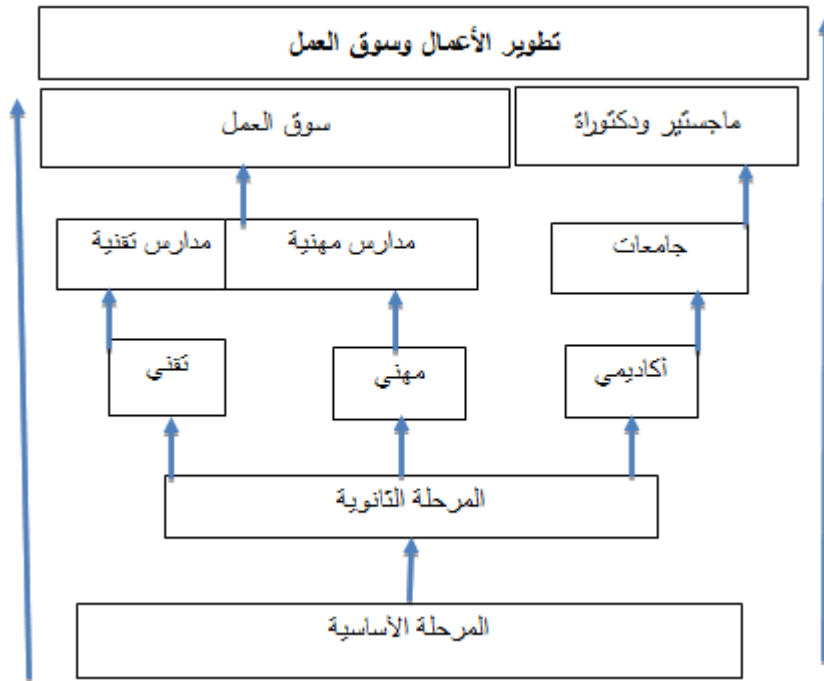 تطوير الأعمال وسوق العمل
ماجستير ودكتوراة
سوق العمل
جامعات
مدارس مهنية
مدارس تقنية
أكاديمي
مهني
تقني
المرحلة الثانوية
المرحلة الأساسية